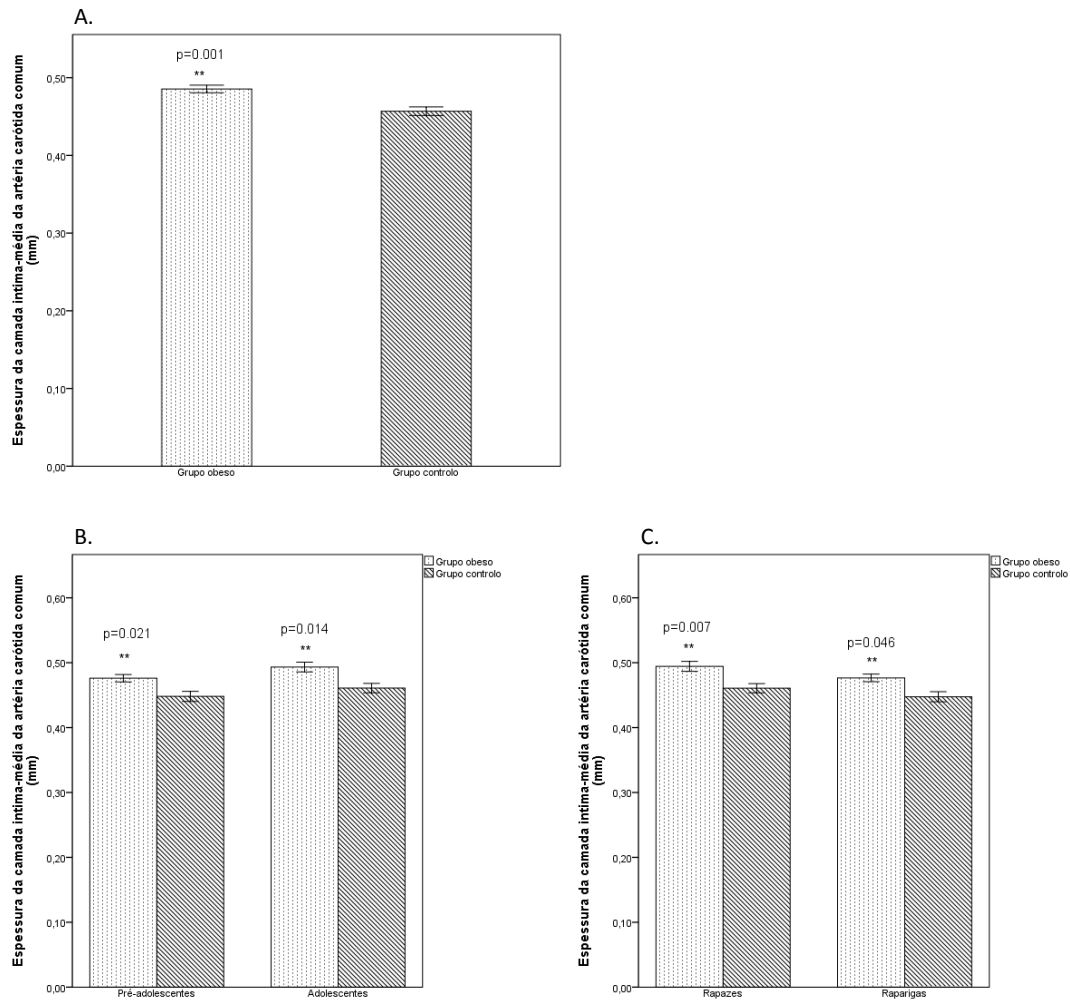 A.
Espessura da camada intima-média da artéria carótida comum
(mm)
p=0.001
**
0,50
0,40
0,30
0,20
0,10
0,00
Grupo obeso
Grupo controlo
B.
Espessura da camada intima-média da artéria carótida comum
(mm)
Grupo obeso
Grupo controlo
p=0.021
**
p=0.014
**
0,60
0,50
0,40
0,30
0,20
0,10
0,00
Pré-adolescentes
Adolescentes
C.
Espessura da camada intima-média da artéria carótida comum
(mm)
Grupo obeso
Grupo controlo
p=0.007
**
p=0.046
**
0,60
0,50
0,40
0,30
0,20
0,10
0,00
Rapazes
Raparigas